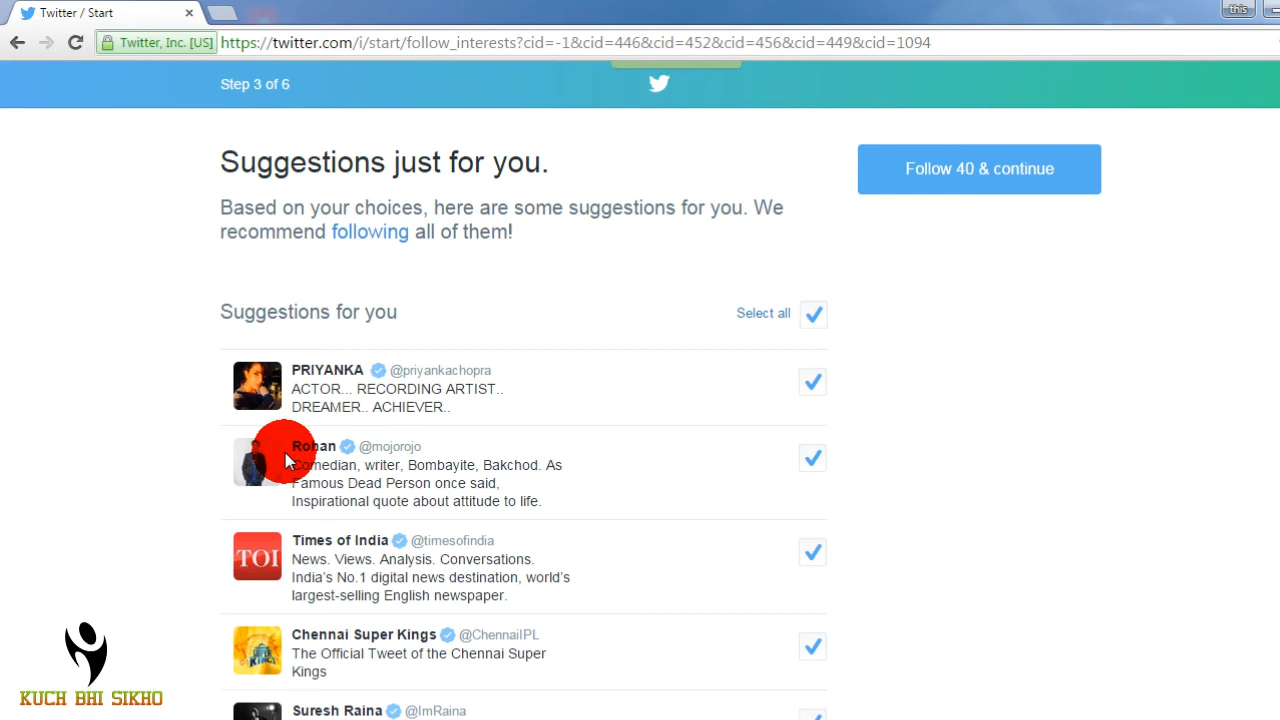 Twitter / Start
this
Twitter, Inc. [US]
https://twitter.com/i/start/follow_interests?cid=-1&cid=446&cid=452&cid=456&cid=449&cid=1094
Step 3 of 6
Suggestions just for you.
Follow 40 & continue
Based on your choices, here are some suggestions for you. We
recommend following all of them!
Suggestions for you
Select all
PRIYANKA @priyankachopra
ACTOR... RECORDING ARTIST..
DREAMER.. ACHIEVER..
Rohan @mojorojo
Comedian, writer, Bombayite, Bakchod. As
Famous Dead Person once said,
Inspirational quote about attitude to life.
TOI
Times of India @timesofindia
News. Views. Analysis. Conversations.
India's No.1 digital news destination, world's
largest-selling English newspaper.
Chennai Super Kings @ChennaiIPL
The Official Tweet of the Chennai Super
Kings
Suresh Raina @ImRaina
KUCH BHI SIKHO